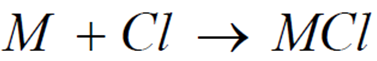 M + Cl → MCl